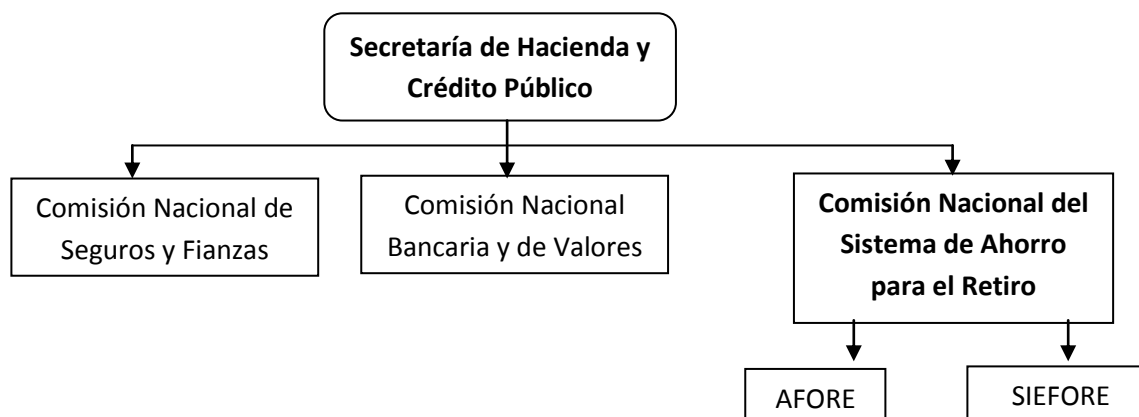 Secretaría de Hacienda y
Crédito Público
Comisión Nacional de
Seguros y Fianzas
Comisión Nacional
Bancaria y de Valores
Comisión Nacional del
Sistema de Ahorro
para el Retiro
AFORE
SIEFORE